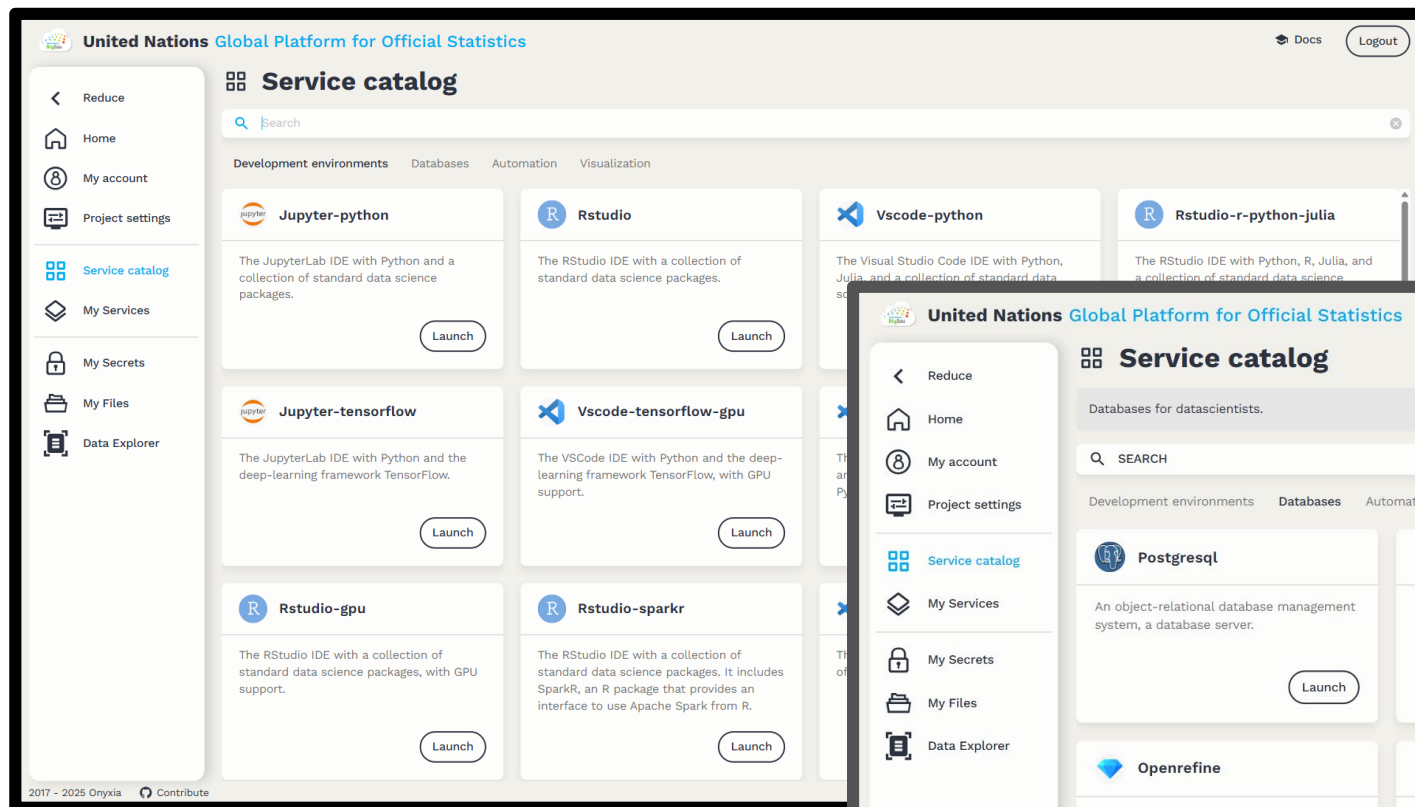 United Nations Global Platform for Official Statistics
Docs
Logout
Reduce
Home
My account
Project settings
Service catalog
My Services
My Secrets
My Files
Data Explorer
Service catalog
Search
Development environments Databases Automation Visualization
Jupyter-python
The JupyterLab IDE with Python and a
collection of standard data science
packages.
Launch
Rstudio
The RStudio IDE with a collection of
standard data science packages.
Launch
Vscode-python
The Visual Studio Code IDE with Python,
Julia, and a collection of standard data
Rstudio-r-python-julia
The RStudio IDE with Python, R, Julia, and
a collection of standard data science
Jupyter-tensorflow
The JupyterLab IDE with Python and the
deep-learning framework TensorFlow.
Launch
Vscode-tensorflow-gpu
The VSCode IDE with Python and the deep-
learning framework TensorFlow, with GPU
support.
Launch
Rstudio-gpu
The RStudio IDE with a collection of
standard data science packages, with GPU
support.
Launch
Rstudio-sparkr
The RStudio IDE with a collection of
standard data science packages. It includes
SparkR, an R package that provides an
interface to use Apache Spark from R.
Launch
2017 - 2025 Onyxia Contribute
United Nations Global Platform for Official Statistics
Reduce
Home
My account
Project settings
Service catalog
My Services
My Secrets
My Files
Data Explorer
Service catalog
Databases for datascientists.
SEARCH
Development environments Databases Automat
Postgresql
An object-relational database management
system, a database server.
Launch
Openrefine